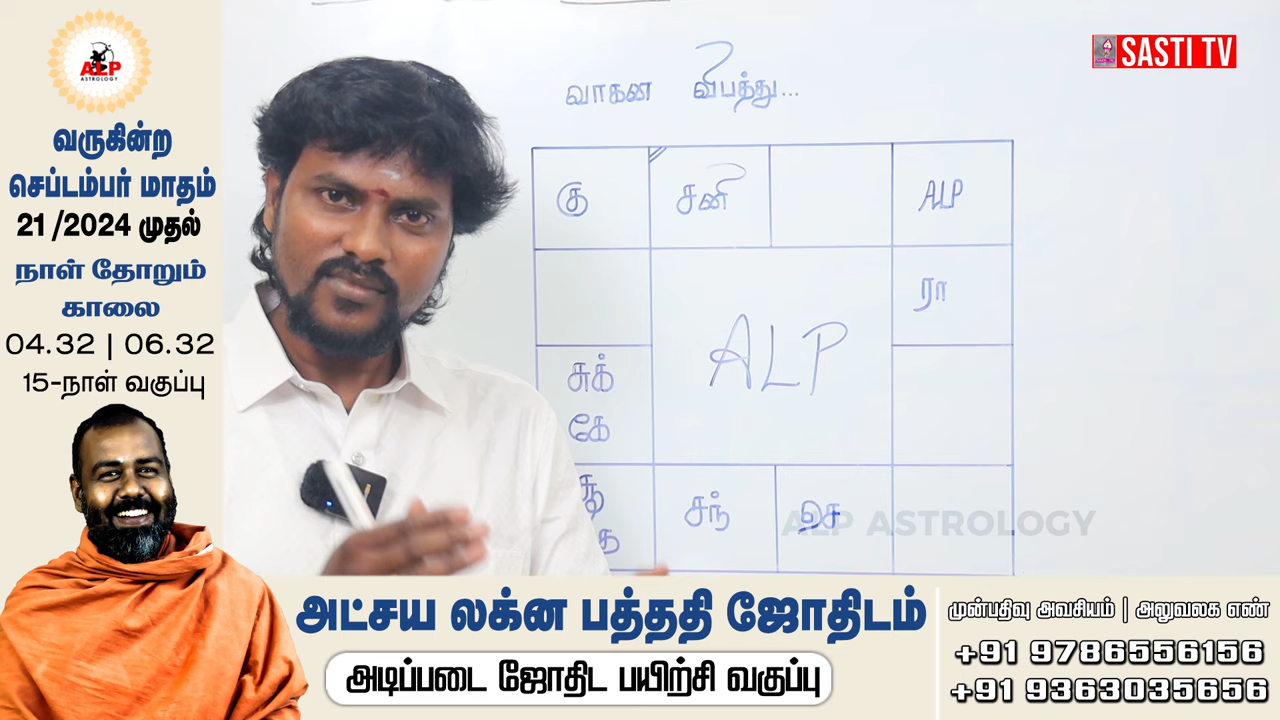 ALP
ASTROLOGY
வருகின்ற
செப்டம்பர் மாதம்
21 /2024 முதல்
நாள் தோறும்
காலை
04.32 | 06.32
15-நாள் வகுப்பு
SASTI TV
வாகன விபத்து...
கு சனி ALP
ரா
ALP
சுக்
கே
சந்
ALP ASTROLOGY
அட்சய லக்ன பத்ததி ஜோதிடம்
அடிப்படை ஜோதிட பயிற்சி வகுப்பு
முன்பதிவு அவசியம் | அலுவலக எண்
+91 9786556156
+91 9363035656